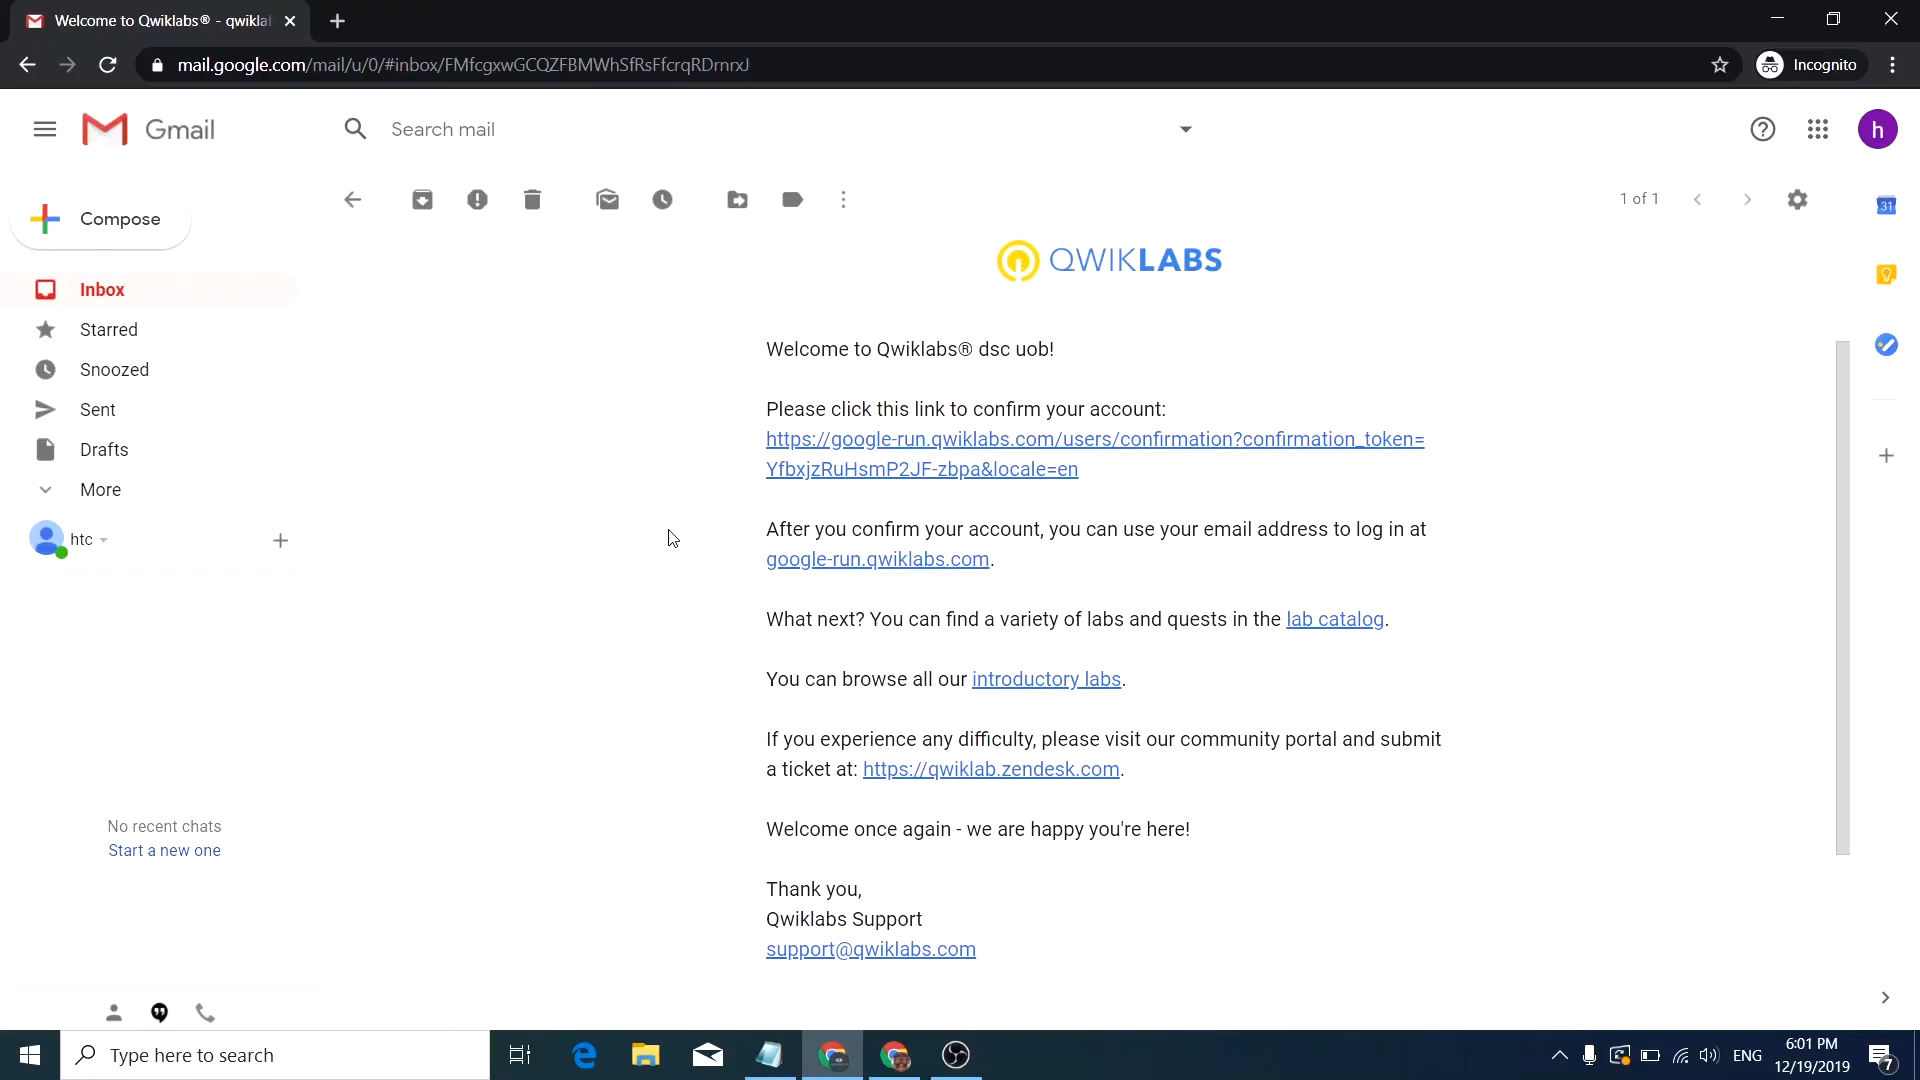 Welcome to Qwiklabs® - qwikla
mail.google.com/mail/u/0/#inbox/FMfcgxwGCQZFBMWhSfRsFfcrqRDrnrxJ
Incognito
Gmail
Search mail
h
Compose
1 of 1
31
QWIKLABS
Inbox
Starred
Snoozed
Sent
Drafts
More
htc
No recent chats
Start a new one
Welcome to Qwiklabs® dsc uob!
Please click this link to confirm your account:
https://google-run.qwiklabs.com/users/confirmation?confirmation_token=
YfbxjzRuHsmP2JF-zbpa&locale=en
After you confirm your account, you can use your email address to log in at
google-run.qwiklabs.com.
What next? You can find a variety of labs and quests in the lab catalog.
You can browse all our introductory labs.
If you experience any difficulty, please visit our community portal and submit
a ticket at: https://qwiklab.zendesk.com.
Welcome once again - we are happy you're here!
Thank you,
Qwiklabs Support
support@qwiklabs.com
Type here to search
ENG
6:01 PM
12/19/2019
7